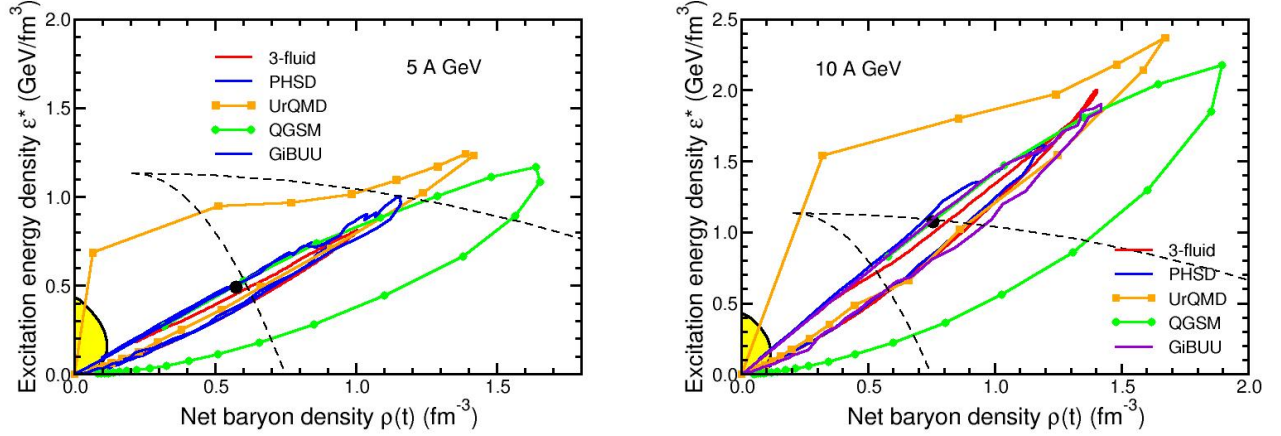 2.0
1.5
1.0
0.5
0.0
0.0 0.5 1.0 1.5
Excitation energy density ε* (GeV/fm³)
Net baryon density ρ(t) (fm⁻³)
5 A GeV
3-fluid
PHSD
UrQMD
QGSM
GiBUU
2.5
2.0
1.5
1.0
0.5
0.0
0.0 0.5 1.0 1.5 2.0
Excitation energy density ε* (GeV/fm³)
Net baryon density ρ(t) (fm⁻³)
10 A GeV
3-fluid
PHSD
UrQMD
QGSM
GiBUU